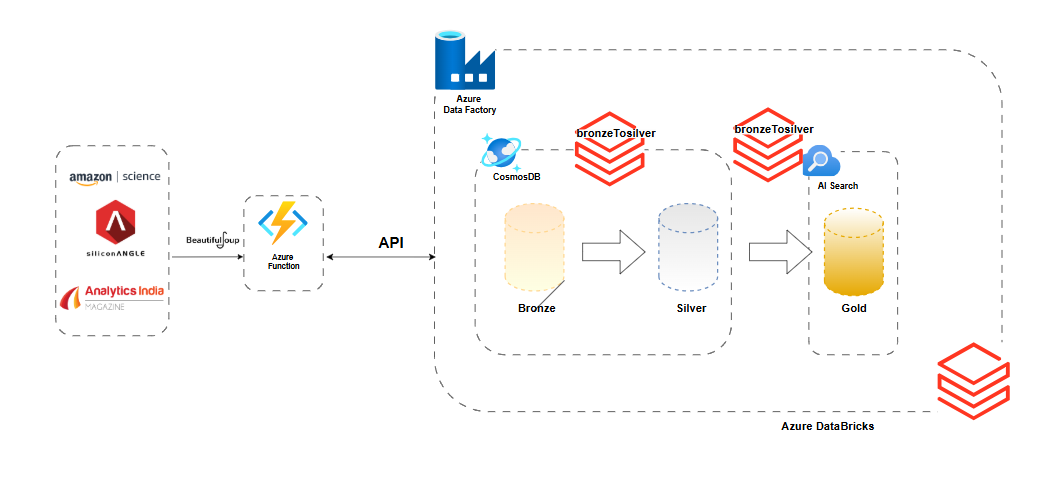 Azure
Data Factory
bronzeTosilver
bronzeTosilver
CosmosDB
AI Search
amazon | science
siliconANGLE
Analytics India
MAGAZINE
BeautifulSoup
Azure
Function
API
Bronze
Silver
Gold
Azure DataBricks